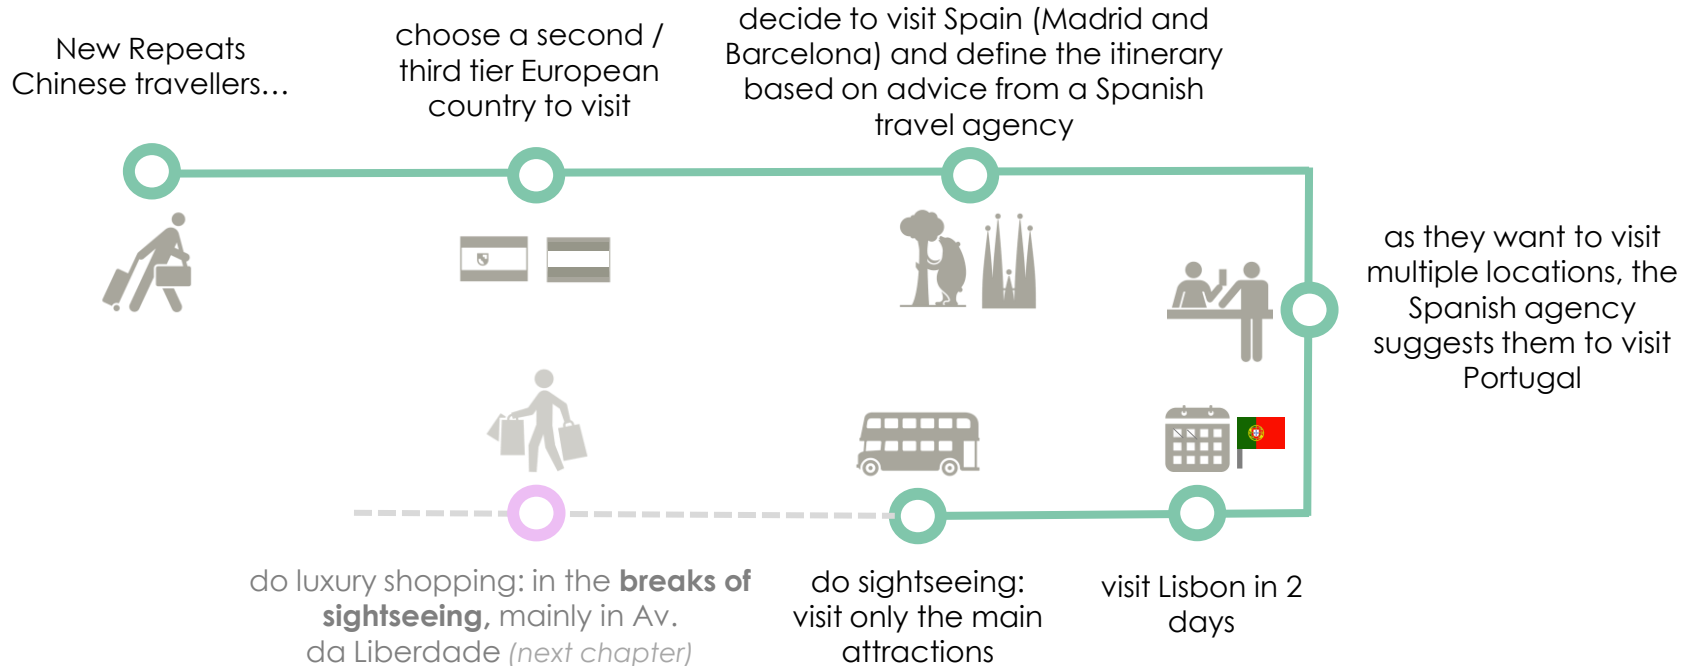 New Repeats
Chinese travellers…
choose a second /
third tier European
country to visit
decide to visit Spain (Madrid and
Barcelona) and define the itinerary
based on advice from a Spanish
travel agency
as they want to visit
multiple locations, the
Spanish agency
suggests them to visit
Portugal
visit Lisbon in 2
days
do sightseeing:
visit only the main
attractions
do luxury shopping: in the breaks of
sightseeing, mainly in Av.
da Liberdade (next chapter)